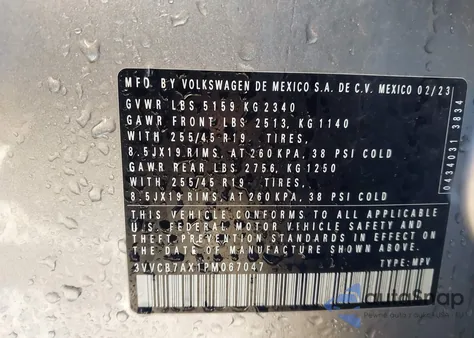 MFD BY VOLKSWAGEN DE MEXICO S.A. DE C.V. MEXICO 02/23
GVWR LBS 5159 KG 2340
GAWR FRONT LBS 2513, KG 1140
WITH 255/45 R19 TIRES,
8.5JX19 RIMS, AT 260 KPA, 38 PSI COLD
GAWR REAR LBS 2756, KG 1250
WITH 255/45 R19 TIRES,
8.5JX19 RIMS, AT 260 KPA, 38 PSI COLD
THIS VEHICLE CONFORMS TO ALL APPLICABLE
U.S. FEDERAL MOTOR VEHICLE SAFETY AND
THEFT PREVENTION STANDARDS IN EFFECT ON THE
DATE OF MANUFACTURE SHOWN ABOVE.
3VVCB7AX1PM067047 TYPE: MPV
0434031 3834
autoSnap